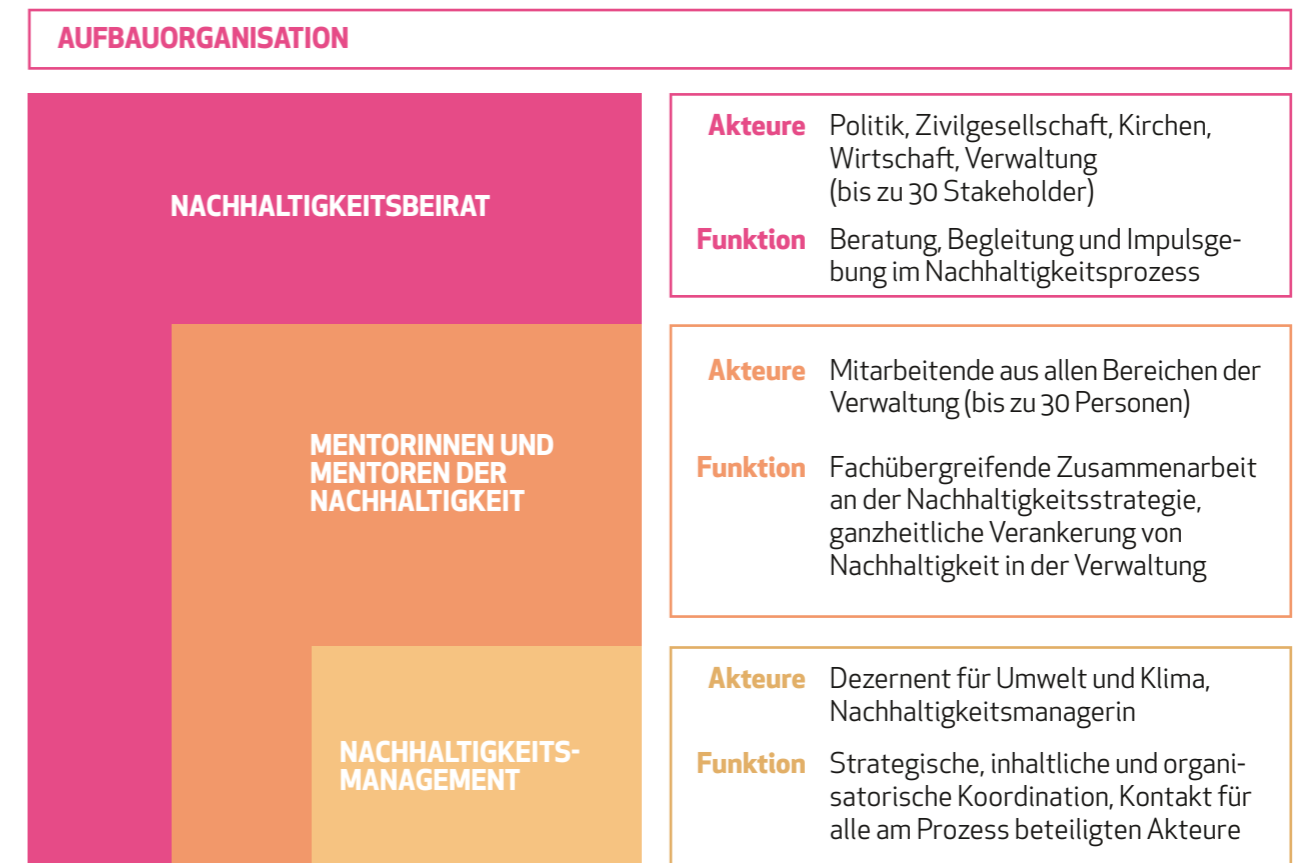 AUFBAUORGANISATION
NACHHALTIGKEITSBEIRAT
Akteure Politik, Zivilgesellschaft, Kirchen,
Wirtschaft, Verwaltung
(bis zu 30 Stakeholder)
Funktion Beratung, Begleitung und Impulsge-
bung im Nachhaltigkeitsprozess
MENTORINNEN UND
MENTOREN DER
NACHHALTIGKEIT
Akteure Mitarbeitende aus allen Bereichen der
Verwaltung (bis zu 30 Personen)
Funktion Fachübergreifende Zusammenarbeit
an der Nachhaltigkeitsstrategie,
ganzheitliche Verankerung von
Nachhaltigkeit in der Verwaltung
NACHHALTIGKEITS-
MANAGEMENT
Akteure Dezernent für Umwelt und Klima,
Nachhaltigkeitsmanagerin
Funktion Strategische, inhaltliche und organi-
satorische Koordination, Kontakt für
alle am Prozess beteiligten Akteure